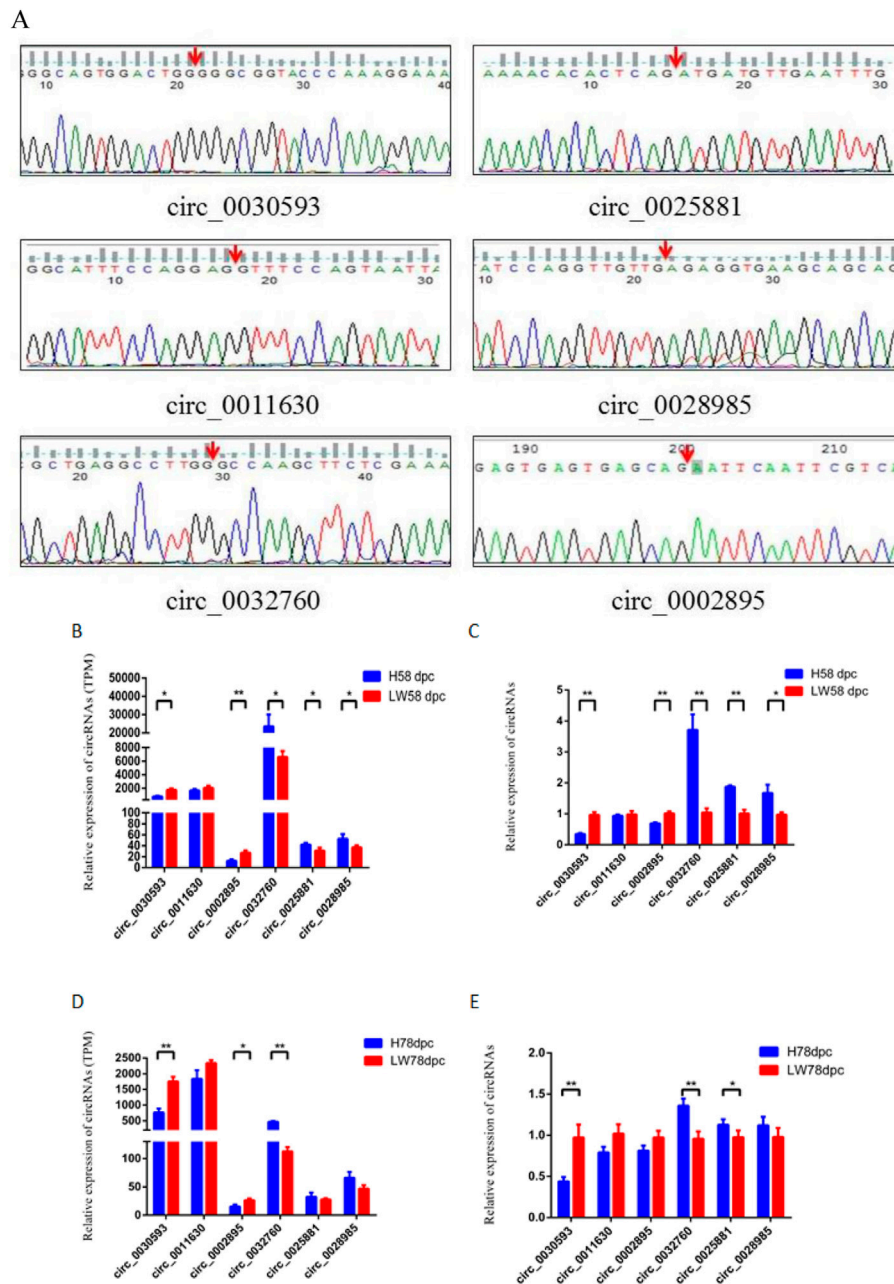 A
GGGCAGTGGACTGGGGGCGGTACCCAAAGGAAA
10 20 30 40
circ_0030593
AAAACACACTCAGATGATGTTGAATTTG
10 20 30
circ_0025881
GGCATTTCCAGGAGGTTTCCAGTAATTA
10 20 30
circ_0011630
TATCCAGGTTGTTGAGAGGTGAAGCAGCAG
10 20 30
circ_0028985
CGCTGAGGCCTTGGGCCAAGCTTCTCGAAA
20 30 40
circ_0032760
190 200 210
GAGTGAGTGAGCAGAATTCAATTCGTCA
circ_0002895
B
Relative expression of circRNAs (TPM)
50000
40000
30000
20000
10000
8000
6000
4000
2000
100
80
60
40
20
0
* ** * * *
H58 dpc
LW58 dpc
circ_0030593
circ_0011630
circ_0002895
circ_0032760
circ_0025881
circ_0028985
C
Relative expression of circRNAs
5
4
3
2
1
0
** ** ** ** *
H58 dpc
LW58 dpc
circ_0030593
circ_0011630
circ_0002895
circ_0032760
circ_0025881
circ_0028985
D
Relative expression of circRNAs (TPM)
2500
2000
1500
1000
500
100
50
0
** * **
H78dpc
LW78dpc
circ_0030593
circ_0011630
circ_0002895
circ_0032760
circ_0025881
circ_0028985
E
Relative expression of circRNAs
2.0
1.5
1.0
0.5
0.0
** ** *
H78dpc
LW78dpc
circ_0030593
circ_0011630
circ_0002895
circ_0032760
circ_0025881
circ_0028985